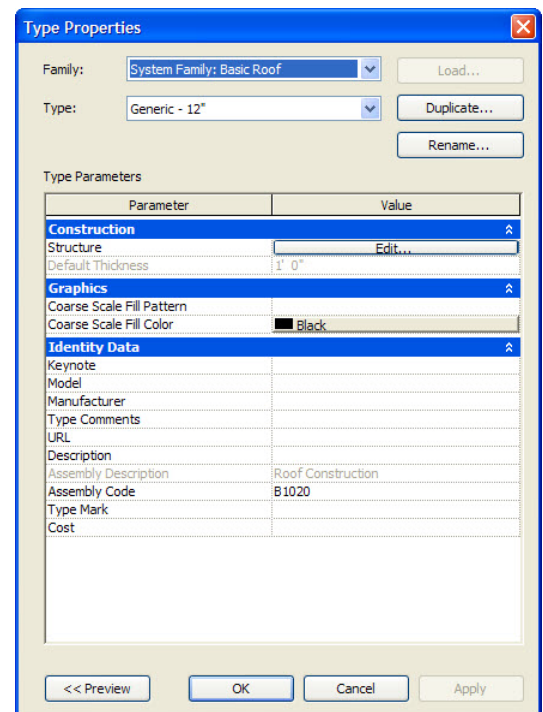 Type Properties
Family: System Family: Basic Roof Load...
Type: Generic - 12" Duplicate...
Rename...
Type Parameters
Parameter Value
Construction
Structure Edit...
Default Thickness 1' 0"
Graphics
Coarse Scale Fill Pattern
Coarse Scale Fill Color Black
Identity Data
Keynote
Model
Manufacturer
Type Comments
URL
Description
Assembly Description Roof Construction
Assembly Code B1020
Type Mark
Cost
<< Preview OK Cancel Apply